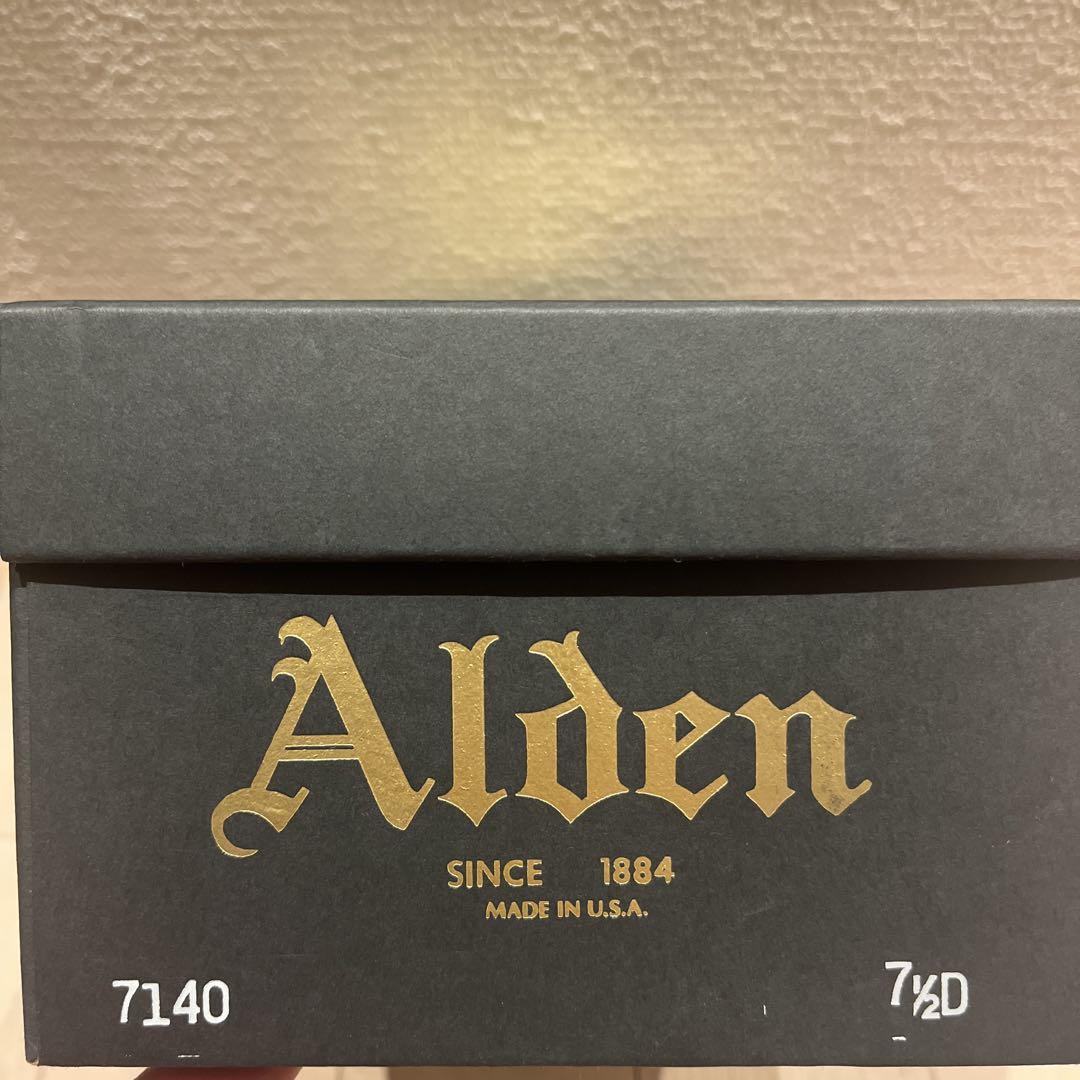 Alden
SINCE 1884
MADE IN U.S.A.
7140 7½D